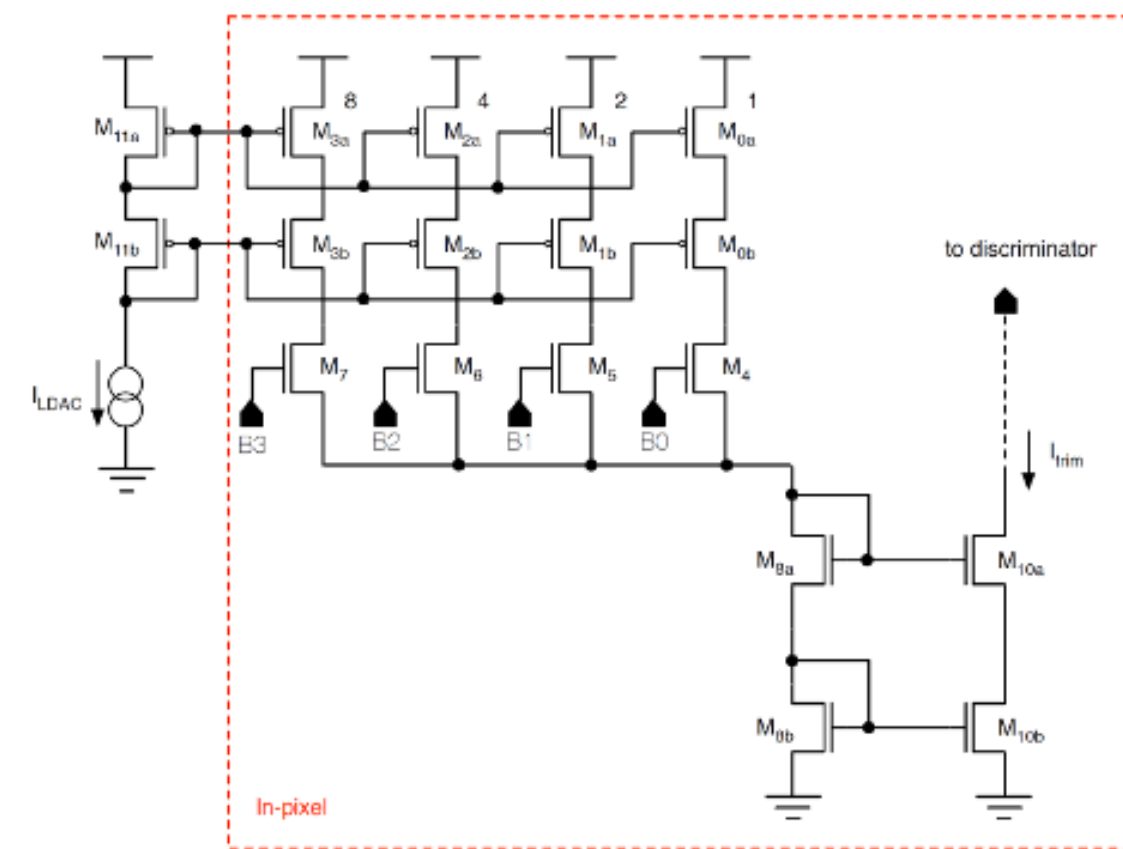 8 4 2 1
M11a M3a M2a M1a M0a
M11b M3b M2b M1b M0b
to discriminator
M7 M6 M5 M4
ILDAC
B3 B2 B1 B0
Itrim
M8a M10a
M8b M10b
In-pixel